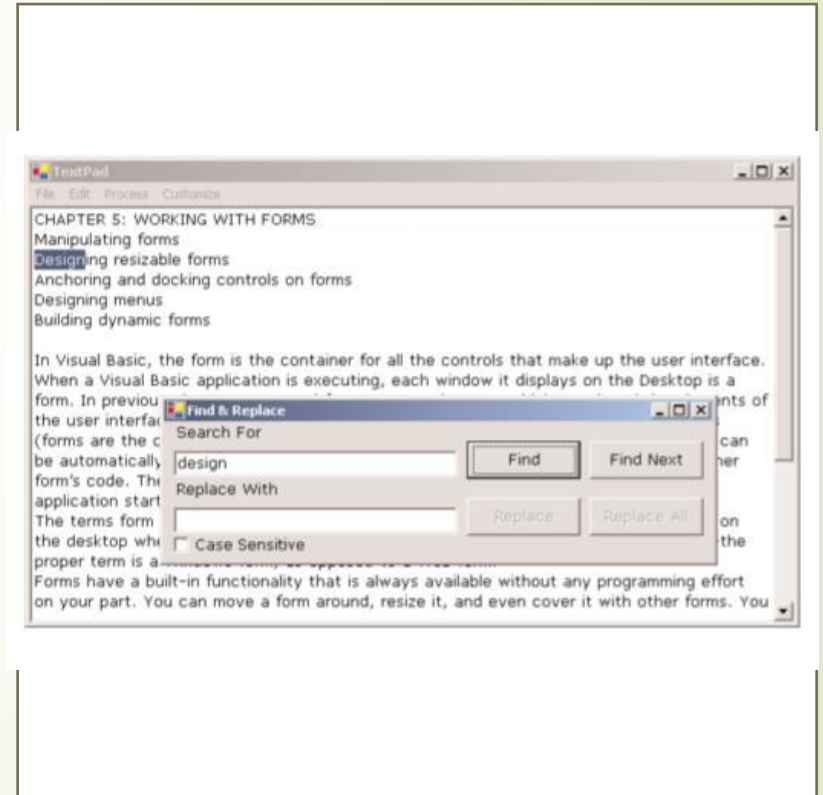 TextPad
File Edit Process Customize
CHAPTER 5: WORKING WITH FORMS
Manipulating forms
Designing resizable forms
Anchoring and docking controls on forms
Designing menus
Building dynamic forms
In Visual Basic, the form is the container for all the controls that make up the user interface.
When a Visual Basic application is executing, each window it displays on the Desktop is a
form. In previou ents of
the user interfac
(forms are the c can
be automatically her
form's code. The
application start
The terms form on
the desktop whe the
proper term is a
Forms have a built-in functionality that is always available without any programming effort
on your part. You can move a form around, resize it, and even cover it with other forms. You
Find & Replace
Search For
design
Find
Find Next
Replace With
Replace
Replace All
Case Sensitive